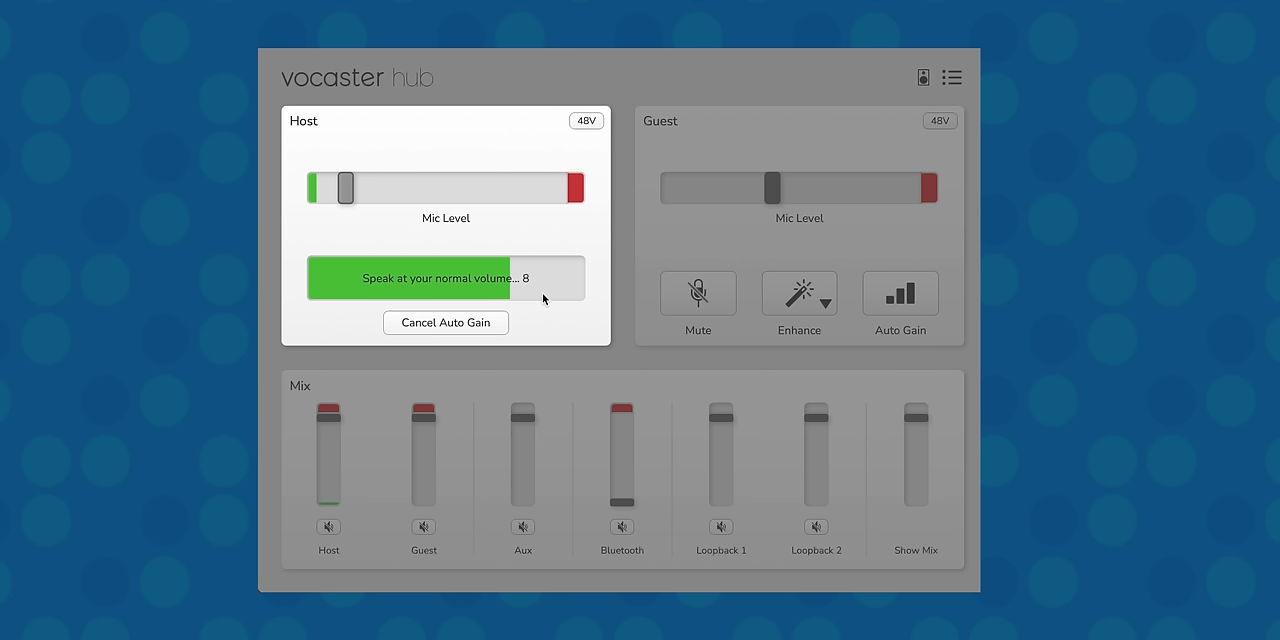 vocaster hub
Host
48V
Guest
48V
Mic Level
Mic Level
Speak at your normal volume... 8
Cancel Auto Gain
Mute
Enhance
Auto Gain
Mix
Host
Guest
Aux
Bluetooth
Loopback 1
Loopback 2
Show Mix